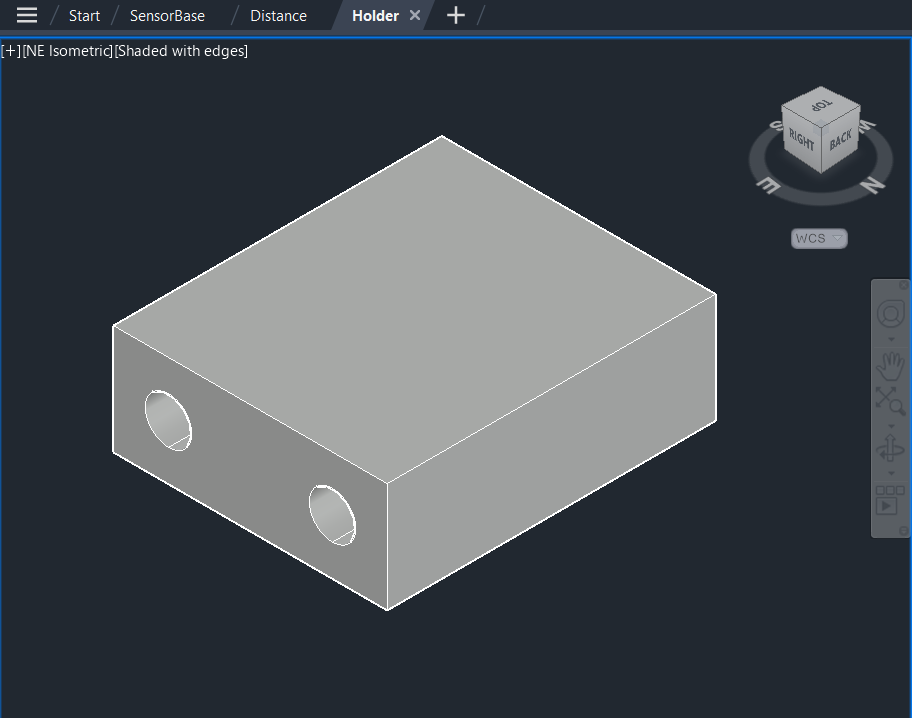 Start
SensorBase
Distance
Holder
[+][NE Isometric][Shaded with edges]
TOP
S
W
RIGHT
BACK
E
N
WCS